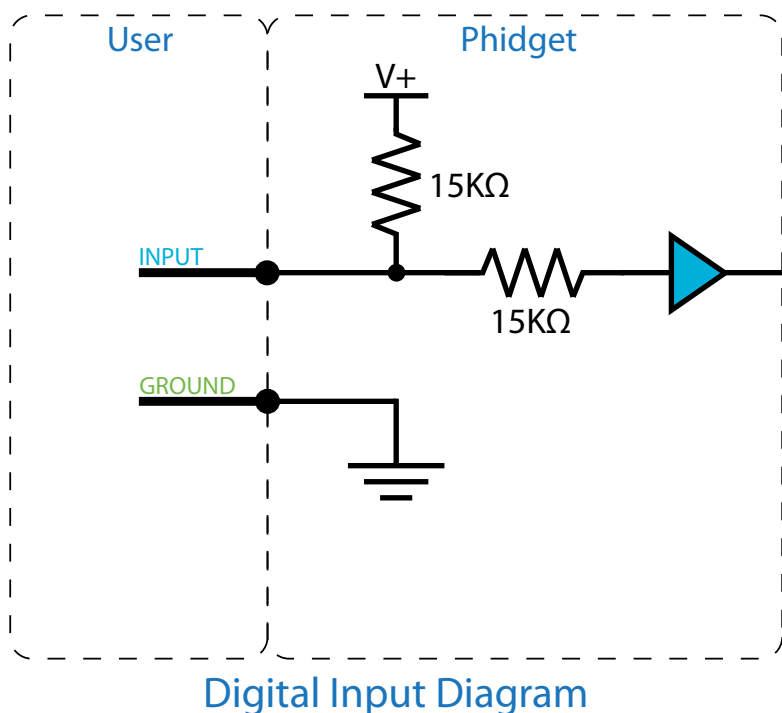 User
Phidget
V+
15KΩ
INPUT
15KΩ
GROUND
Digital Input Diagram